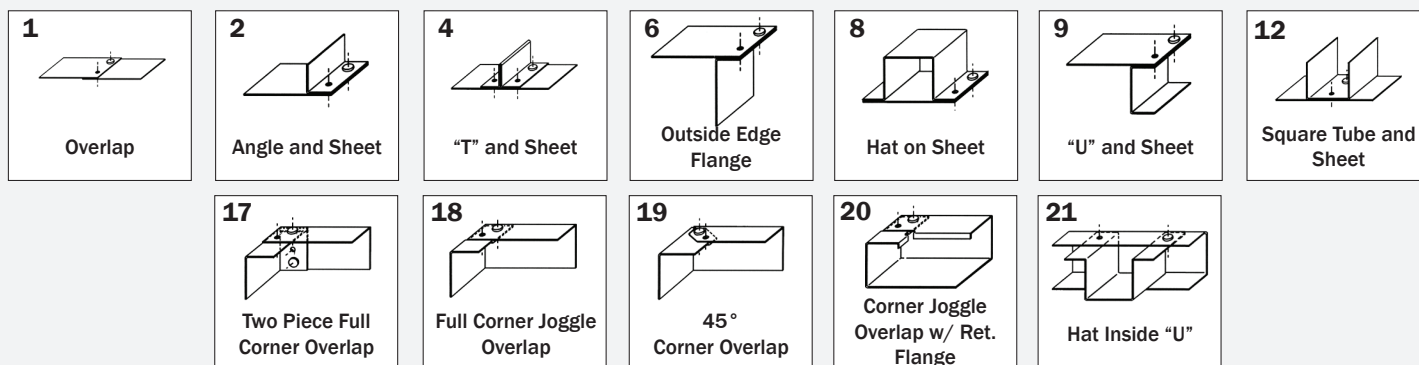 1
Overlap
2
Angle and Sheet
4
“T” and Sheet
6
Outside Edge
Flange
8
Hat on Sheet
9
“U” and Sheet
12
Square Tube and
Sheet
17
Two Piece Full
Corner Overlap
18
Full Corner Joggle
Overlap
19
45°
Corner Overlap
20
Corner Joggle
Overlap w/ Ret.
Flange
21
Hat Inside “U”